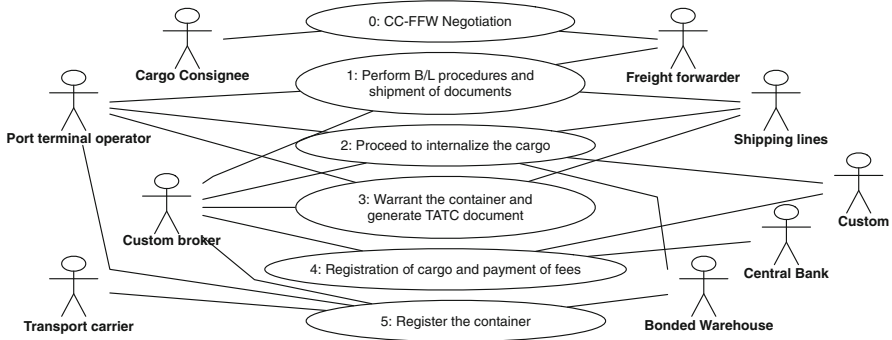 0: CC-FFW Negotiation
Cargo Consignee
Freight forwarder
1: Perform B/L procedures and
shipment of documents
Port terminal operator
Shipping lines
2: Proceed to internalize the cargo
3: Warrant the container and
generate TATC document
Custom
Custom broker
4: Registration of cargo and payment of fees
Central Bank
5: Register the container
Transport carrier
Bonded Warehouse